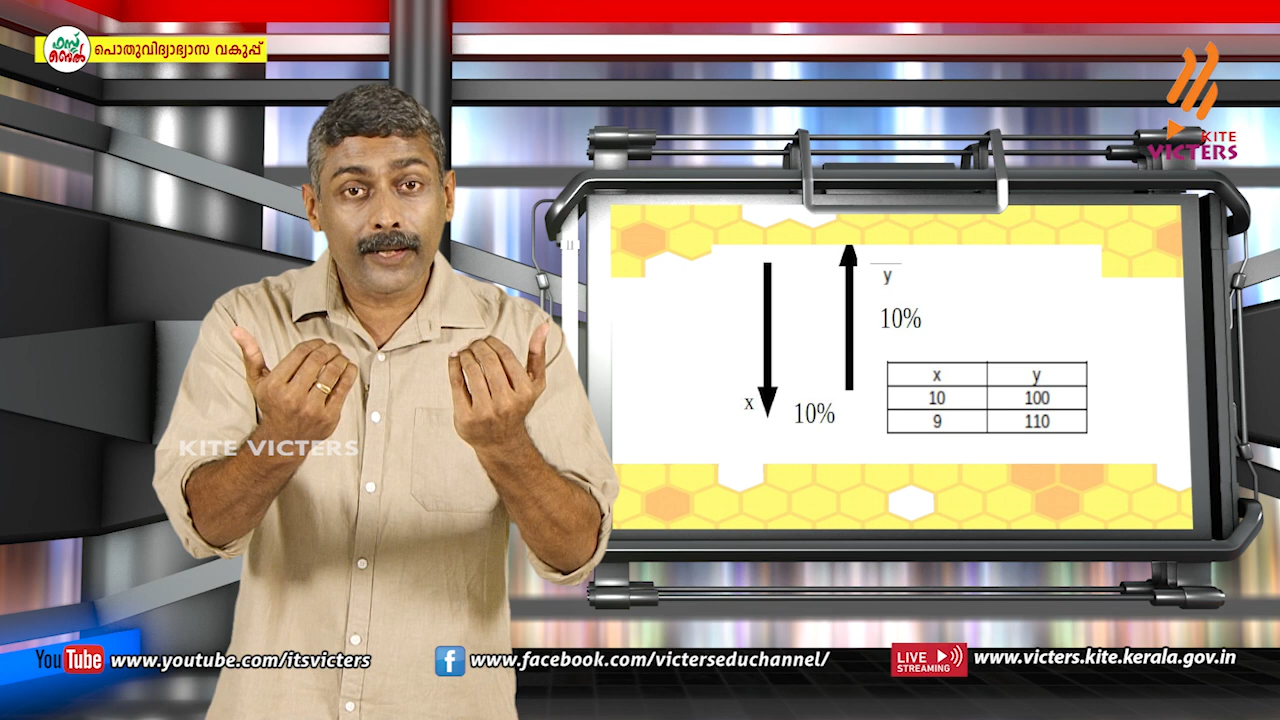 ഫസ്റ്റ്
ബെൽ
പൊതുവിദ്യാഭ്യാസ വകുപ്പ്
KITE
VICTERS
y
10%
x
10%
x y
10 100
9 110
KITE VICTERS
YouTube www.youtube.com/itsvicters
f www.facebook.com/victerseduchannel/
LIVE
STREAMING
www.victers.kite.kerala.gov.in